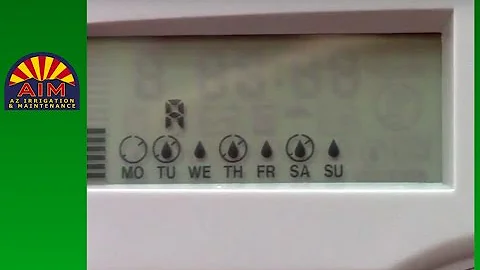 AIM
AZ IRRIGATION
& MAINTENANCE
A
MO TU WE TH FR SA SU